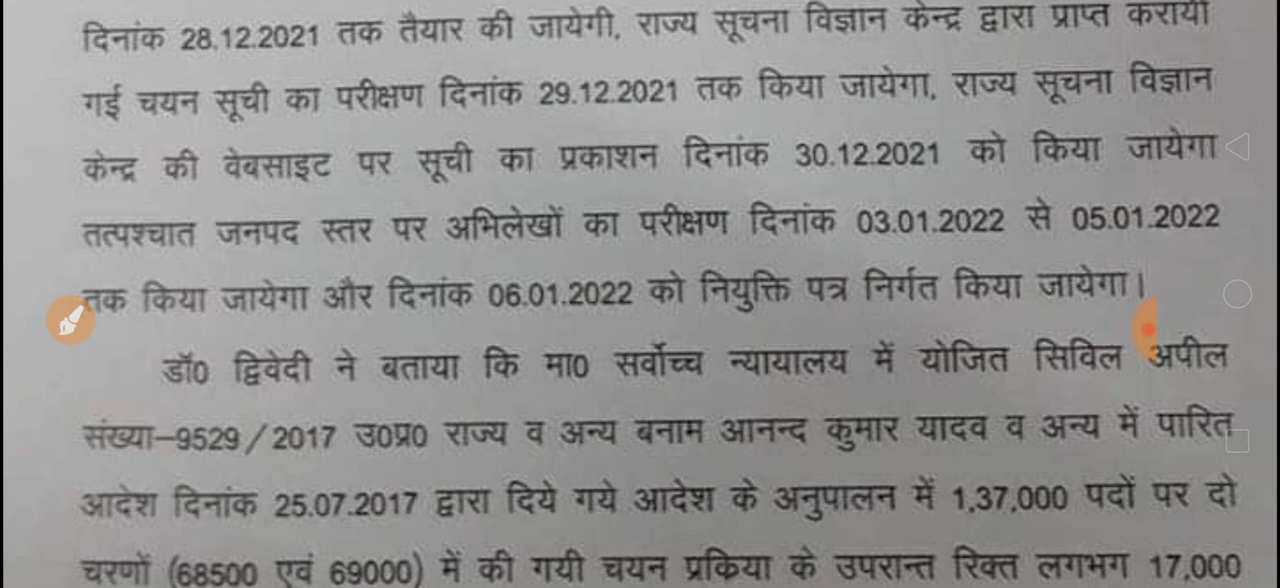 दिनांक 28.12.2021 तक तैयार की जायेगी, राज्य सूचना विज्ञान केन्द्र द्वारा प्राप्त करायी
गई चयन सूची का परीक्षण दिनांक 29.12.2021 तक किया जायेगा, राज्य सूचना विज्ञान
केन्द्र की वेबसाइट पर सूची का प्रकाशन दिनांक 30.12.2021 को किया जायेगा
तत्पश्चात जनपद स्तर पर अभिलेखों का परीक्षण दिनांक 03.01.2022 से 05.01.2022
तक किया जायेगा और दिनांक 06.01.2022 को नियुक्ति पत्र निर्गत किया जायेगा।
डॉ0 द्विवेदी ने बताया कि मा0 सर्वोच्च न्यायालय में योजित सिविल अपील
संख्या–9529/2017 उ0प्र0 राज्य व अन्य बनाम आनन्द कुमार यादव व अन्य में पारित
आदेश दिनांक 25.07.2017 द्वारा दिये गये आदेश के अनुपालन में 1,37,000 पदों पर दो
चरणों (68500 एवं 69000) में की गयी चयन प्रकिया के उपरान्त रिक्त लगभग 17,000